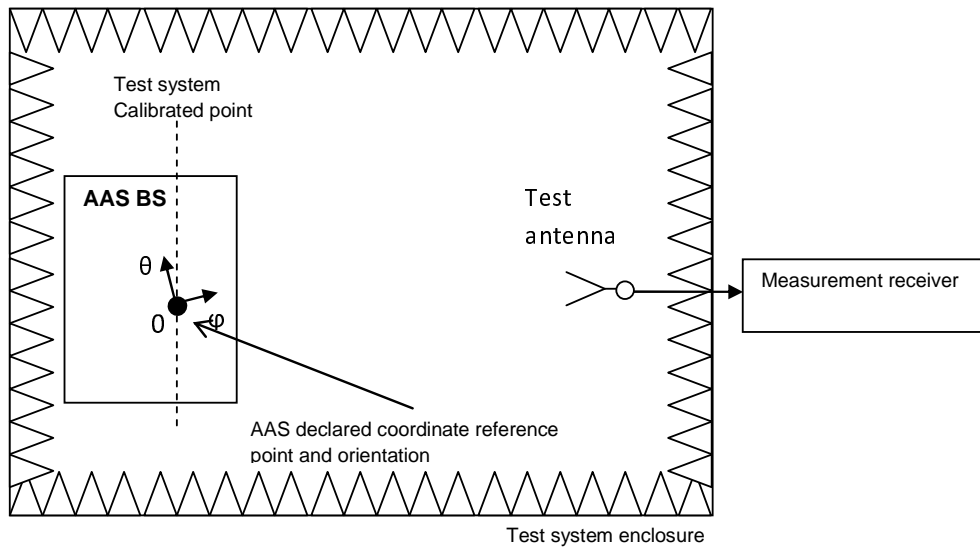 Test system
Calibrated point
AAS BS
θ
0
φ
Test
antenna
Measurement receiver
AAS declared coordinate reference
point and orientation
Test system enclosure